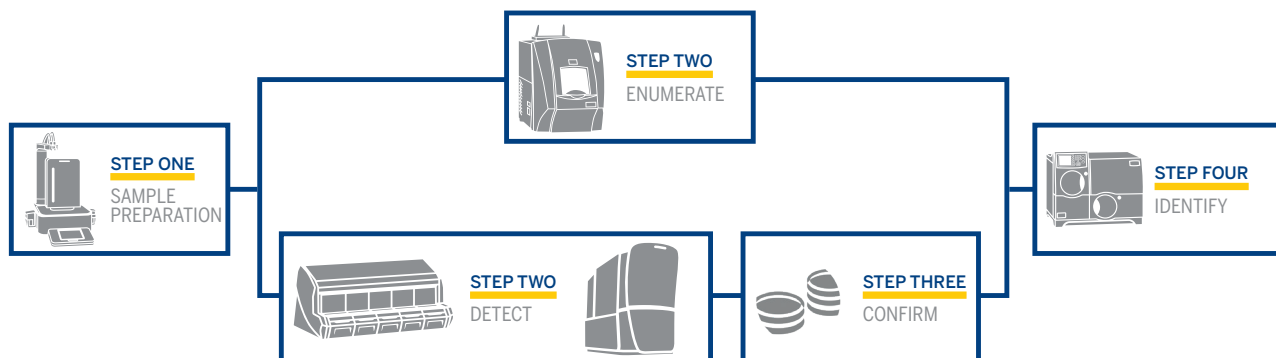 STEP TWO
ENUMERATE
STEP ONE
SAMPLE
PREPARATION
STEP FOUR
IDENTIFY
STEP TWO
DETECT
STEP THREE
CONFIRM